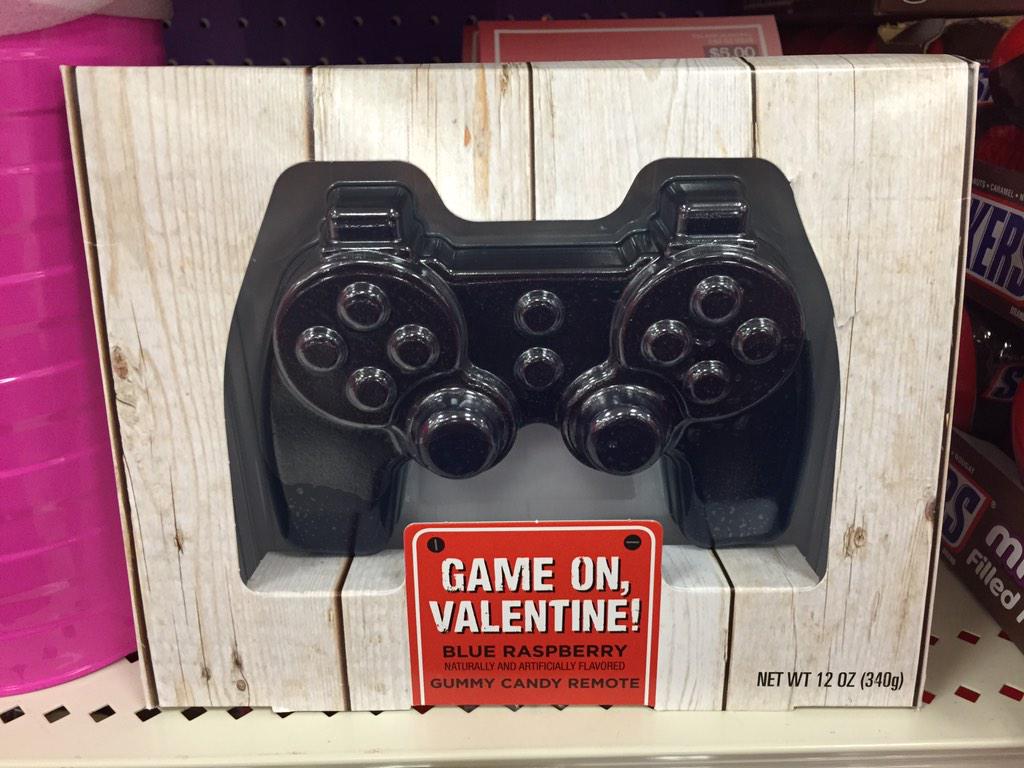 $5.00
GAME ON,
VALENTINE!
BLUE RASPBERRY
NATURALLY AND ARTIFICIALLY FLAVORED
GUMMY CANDY REMOTE
NET WT 12 OZ (340g)
Filled